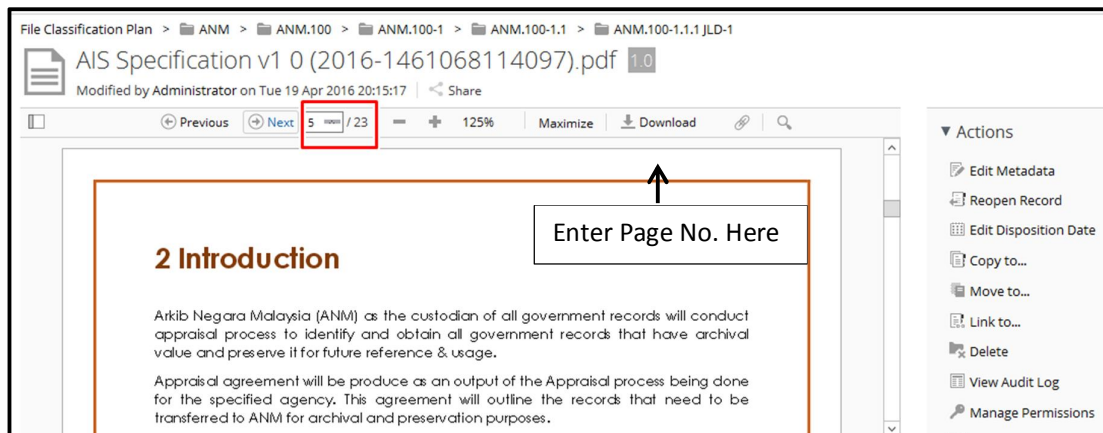 File Classification Plan > ANM > ANM.100 > ANM.100-1 > ANM.100-1.1 > ANM.100-1.1.1 JLD-1
AIS Specification v1 0 (2016-1461068114097).pdf 1.0
Modified by Administrator on Tue 19 Apr 2016 20:15:17 Share
Previous Next 5 / 23 125% Maximize Download
Enter Page No. Here
2 Introduction
Arkib Negara Malaysia (ANM) as the custodian of all government records will conduct
appraisal process to identify and obtain all government records that have archival
value and preserve it for future reference & usage.
Appraisal agreement will be produce as an output of the Appraisal process being done
for the specified agency. This agreement will outline the records that need to be
transferred to ANM for archival and preservation purposes.
Actions
Edit Metadata
Reopen Record
Edit Disposition Date
Copy to...
Move to...
Link to...
Delete
View Audit Log
Manage Permissions